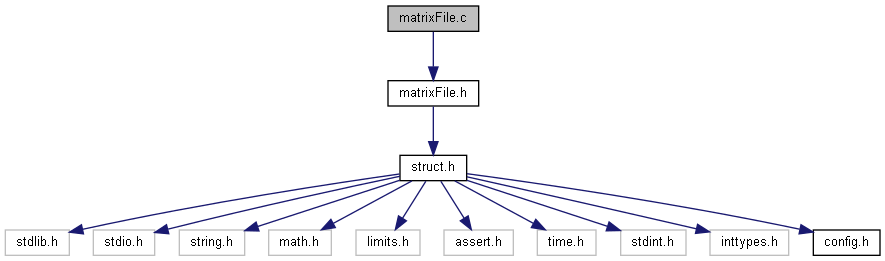 matrixFile.c
matrixFile.h
struct.h
stdlib.h
stdio.h
string.h
math.h
limits.h
assert.h
time.h
stdint.h
inttypes.h
config.h